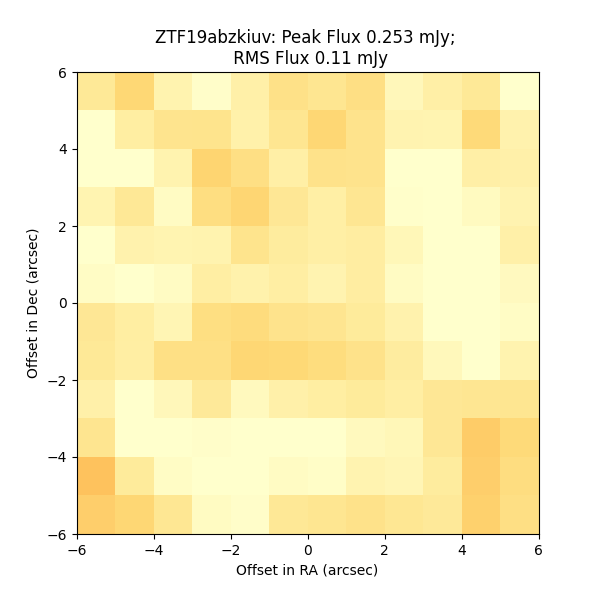 ZTF19abzkiuv: Peak Flux 0.253 mJy;
RMS Flux 0.11 mJy
6
4
2
0
−2
−4
−6
Offset in Dec (arcsec)
−6 −4 −2 0 2 4 6
Offset in RA (arcsec)